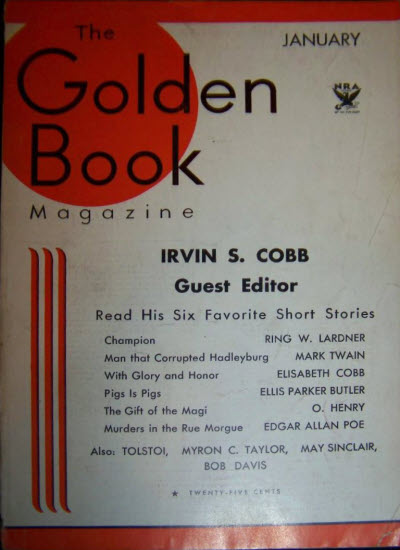 The
JANUARY
Golden
NRA
Book
Magazine
IRVIN S. COBB
Guest Editor
Read His Six Favorite Short Stories
Champion RING W. LARDNER
Man that Corrupted Hadleyburg MARK TWAIN
With Glory and Honor ELISABETH COBB
Pigs Is Pigs ELLIS PARKER BUTLER
The Gift of the Magi O. HENRY
Murders in the Rue Morgue EDGAR ALLAN POE
Also: TOLSTOI, MYRON C. TAYLOR, MAY SINCLAIR,
BOB DAVIS
★ TWENTY-FIVE CENTS